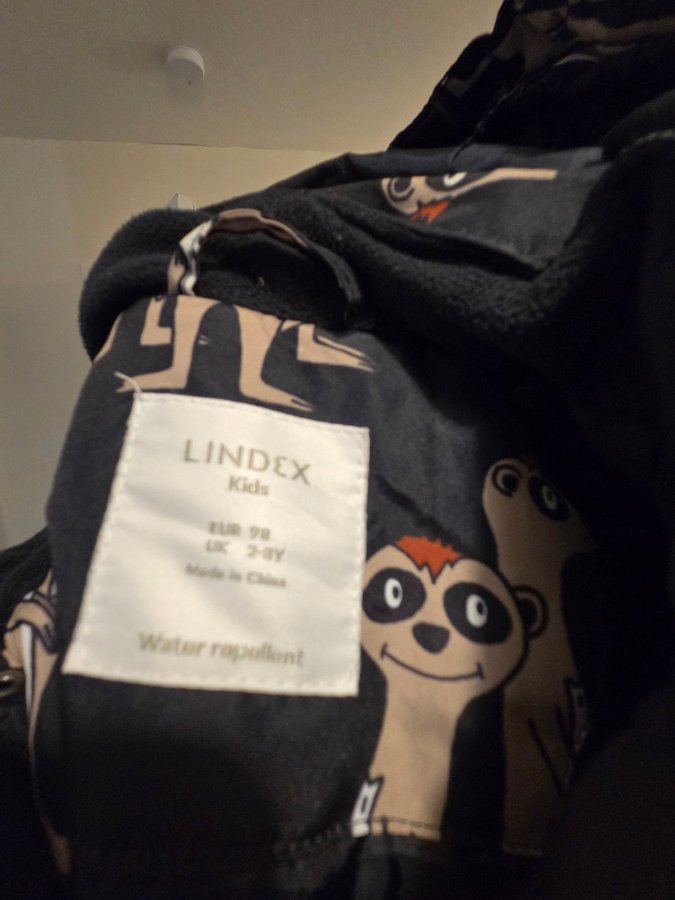 LINDEX
Kids
EUR 98
UK 2-3Y
Made in China
Water repellent